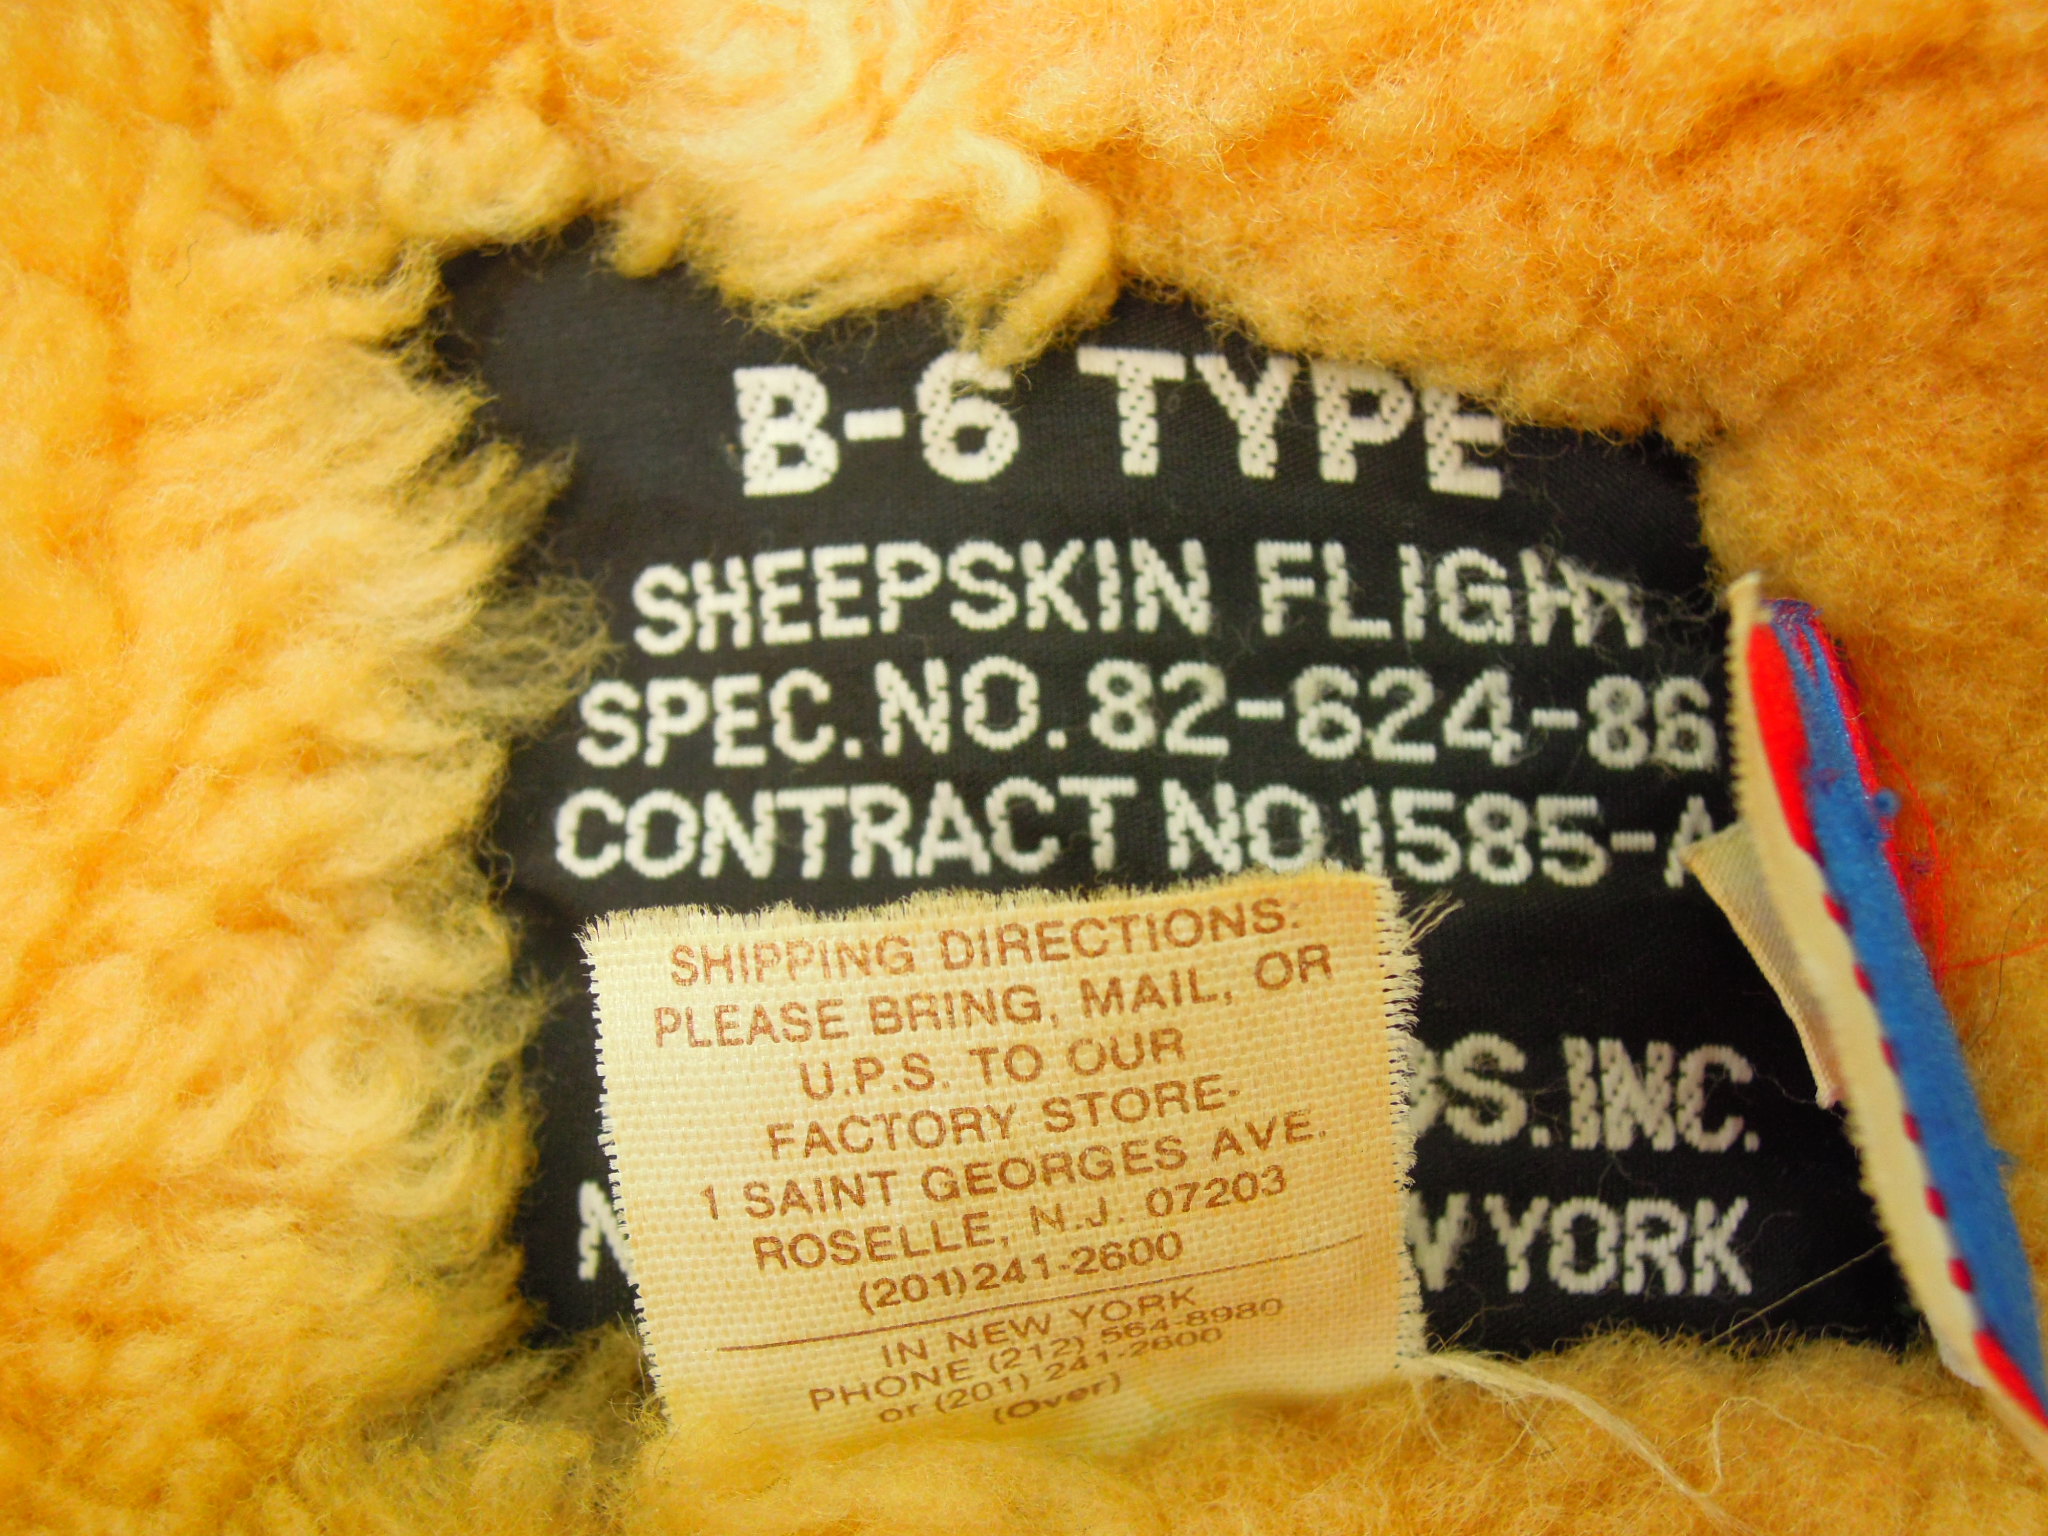 B-6 TYPE
SHEEPSKIN FLIGHT
SPEC. NO. 82-624-86
CONTRACT NO.1585-A
SHIPPING DIRECTIONS:
PLEASE BRING, MAIL, OR
U.P.S. TO OUR
FACTORY STORE-
1 SAINT GEORGES AVE.
ROSELLE, N.J. 07203
(201)241-2600
IN NEW YORK
PHONE (212) 564-8980
or (201) 241-2600
(Over)
INC.
YORK